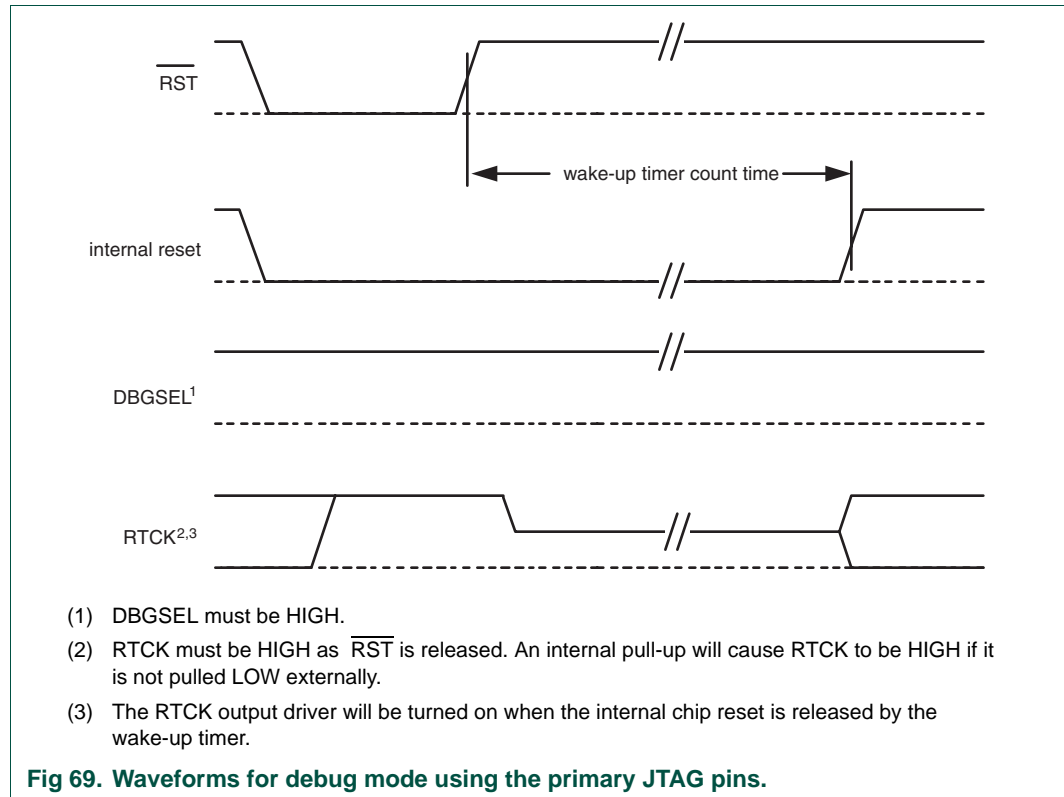 RST
wake-up timer count time
internal reset
DBGSEL1
RTCK2,3
(1) DBGSEL must be HIGH.
(2) RTCK must be HIGH as RST is released. An internal pull-up will cause RTCK to be HIGH if it
is not pulled LOW externally.
(3) The RTCK output driver will be turned on when the internal chip reset is released by the
wake-up timer.
Fig 69. Waveforms for debug mode using the primary JTAG pins.